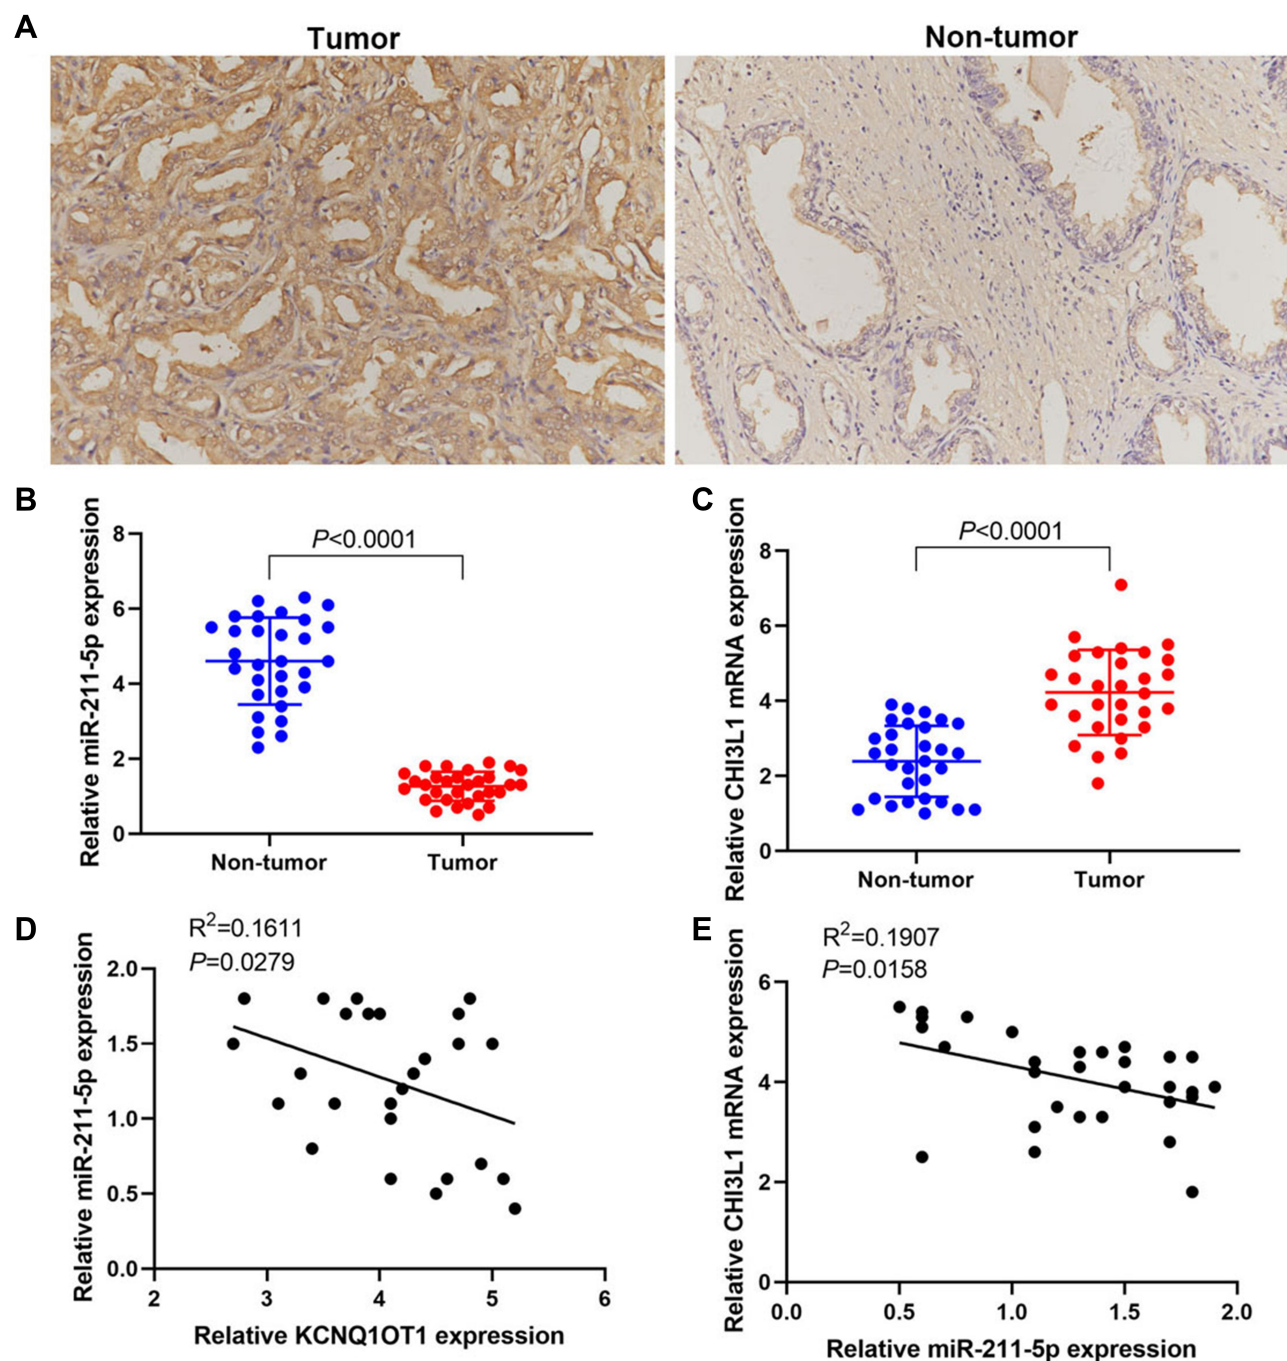 A
Tumor
Non-tumor
B
Relative miR-211-5p expression
8
6
4
2
0
P<0.0001
Non-tumor
Tumor
C
Relative CHI3L1 mRNA expression
8
6
4
2
0
P<0.0001
Non-tumor
Tumor
D
R²=0.1611
P=0.0279
Relative miR-211-5p expression
2.0
1.5
1.0
0.5
0.0
2 3 4 5 6
Relative KCNQ1OT1 expression
E
R²=0.1907
P=0.0158
Relative CHI3L1 mRNA expression
6
4
2
0
0.0 0.5 1.0 1.5 2.0
Relative miR-211-5p expression